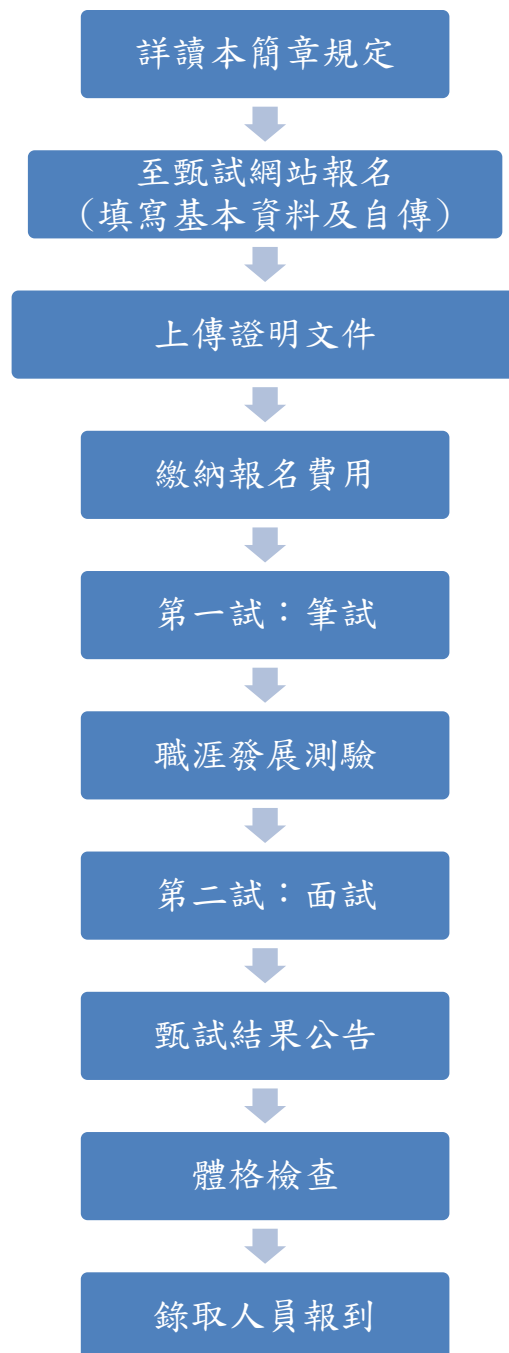 詳讀本簡章規定
至甄試網站報名
（填寫基本資料及自傳）
上傳證明文件
繳納報名費用
第一試：筆試
職涯發展測驗
第二試：面試
甄試結果公告
體格檢查
錄取人員報到